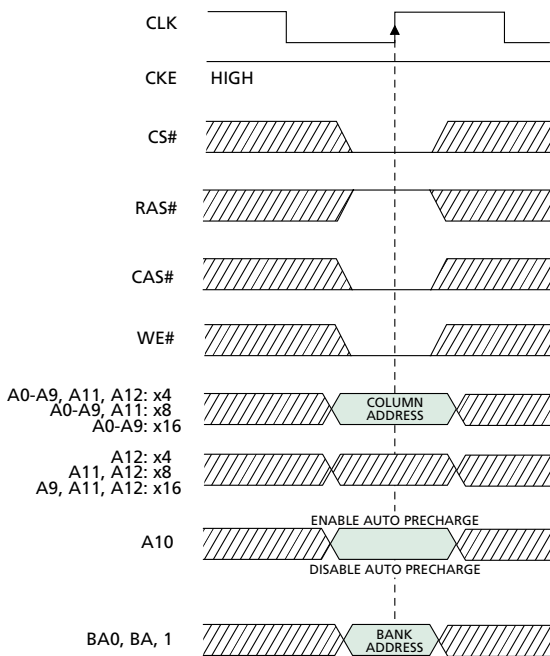 CLK
CKE HIGH
CS#
RAS#
CAS#
WE#
A0-A9, A11, A12: x4
A0-A9, A11: x8
A0-A9: x16
COLUMN
ADDRESS
A12: x4
A11, A12: x8
A9, A11, A12: x16
ENABLE AUTO PRECHARGE
A10
DISABLE AUTO PRECHARGE
BA0, BA, 1
BANK
ADDRESS